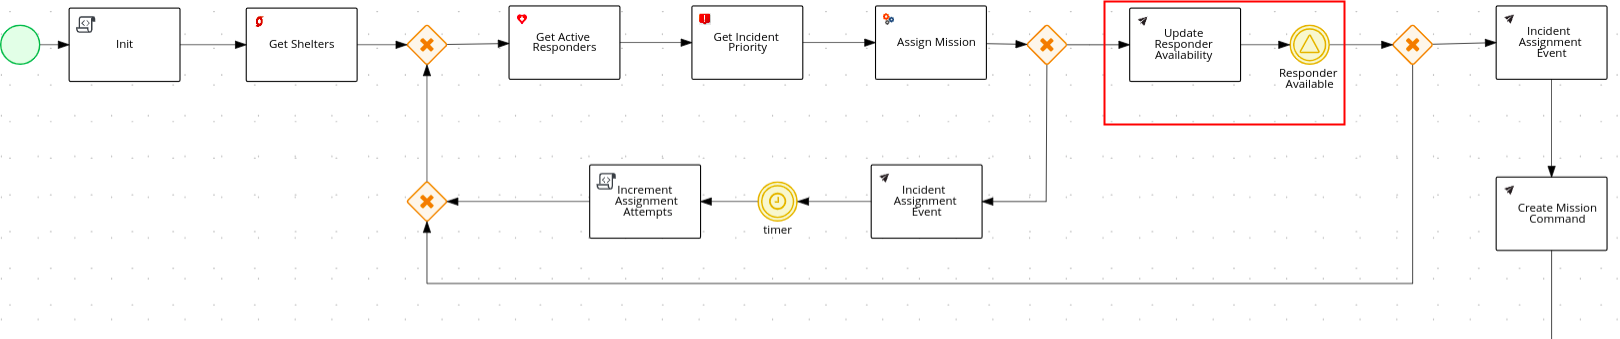 Init
Get Shelters
Get Active
Responders
Get Incident
Priority
Assign Mission
Update
Responder
Availability
Responder
Available
Incident
Assignment
Event
Increment
Assignment
Attempts
timer
Incident
Assignment
Event
Create Mission
Command